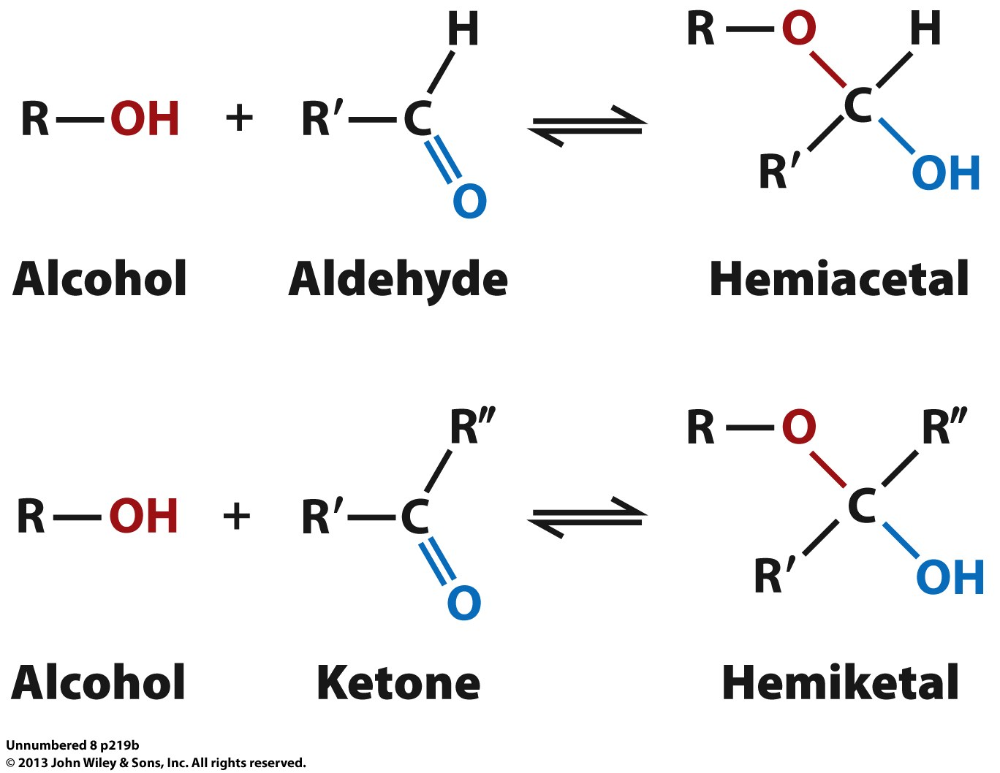 H
R—O H
R—OH + R′—C C
R′ OH
O
Alcohol Aldehyde Hemiacetal
R″ R—O R″
R—OH + R′—C C
R′ OH
O
Alcohol Ketone Hemiketal
Unnumbered 8 p219b
© 2013 John Wiley & Sons, Inc. All rights reserved.